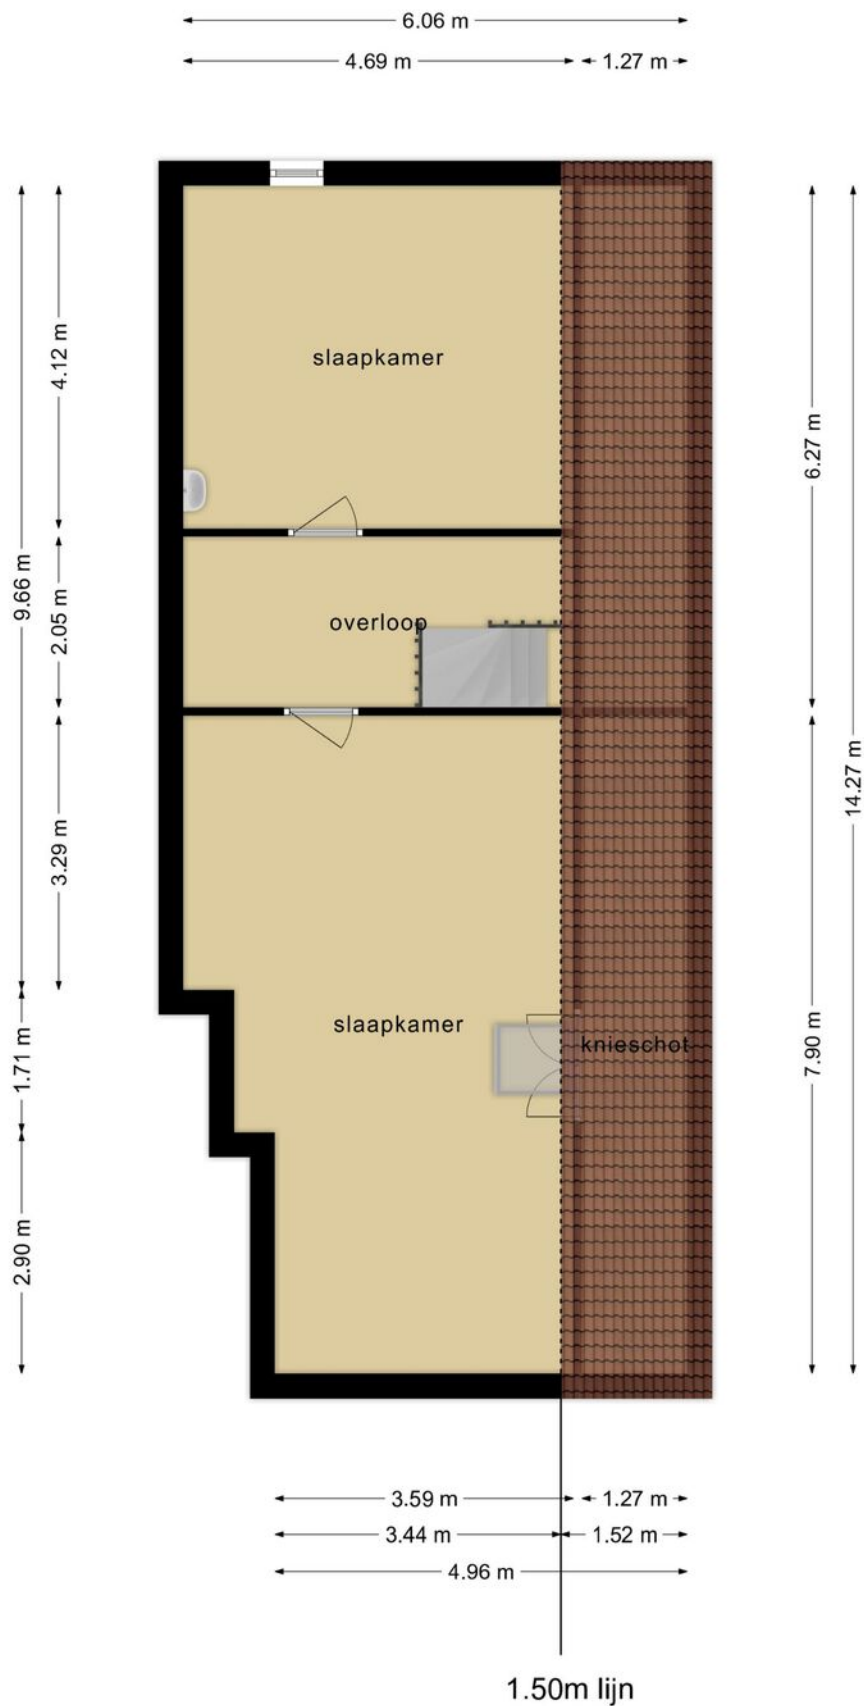 6.06 m
4.69 m
1.27 m
slaapkamer
4.12 m
6.27 m
9.66 m
2.05 m
overloop
14.27 m
3.29 m
slaapkamer
knieschot
1.71 m
7.90 m
2.90 m
3.59 m
1.27 m
3.44 m
1.52 m
4.96 m
1.50m lijn